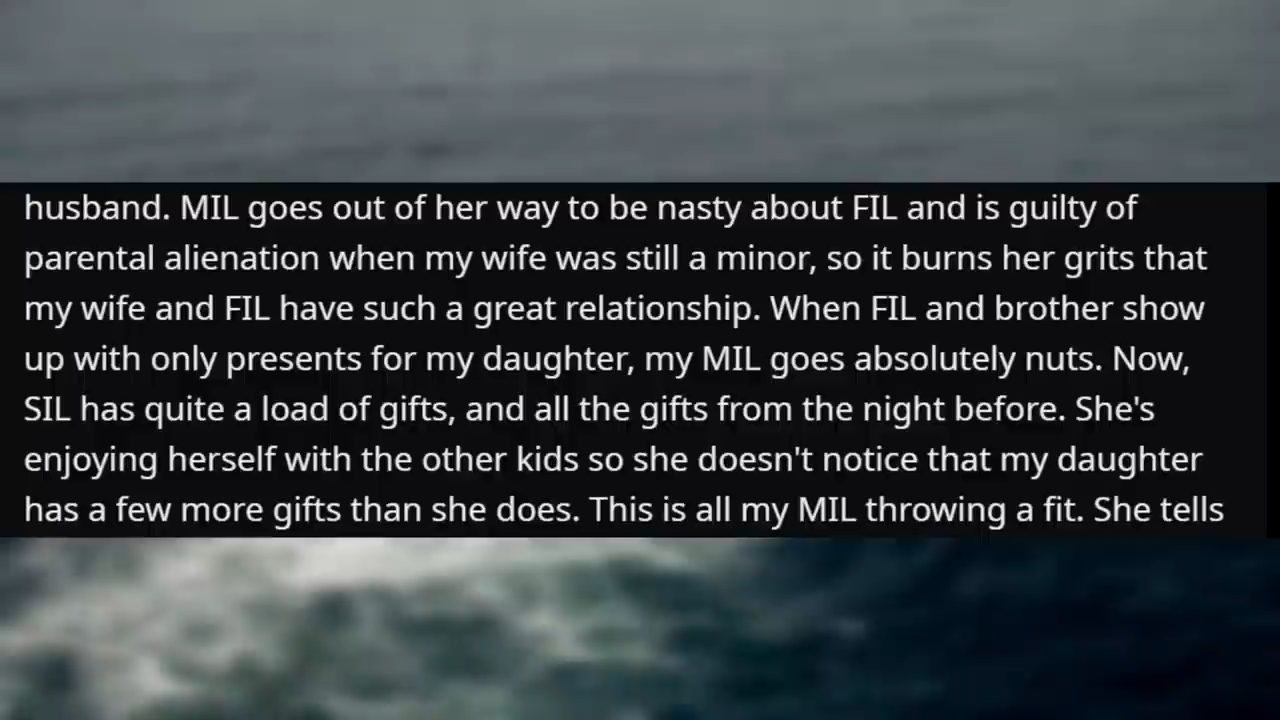 husband. MIL goes out of her way to be nasty about FIL and is guilty of
parental alienation when my wife was still a minor, so it burns her grits that
my wife and FIL have such a great relationship. When FIL and brother show
up with only presents for my daughter, my MIL goes absolutely nuts. Now,
SIL has quite a load of gifts, and all the gifts from the night before. She's
enjoying herself with the other kids so she doesn't notice that my daughter
has a few more gifts than she does. This is all my MIL throwing a fit. She tells